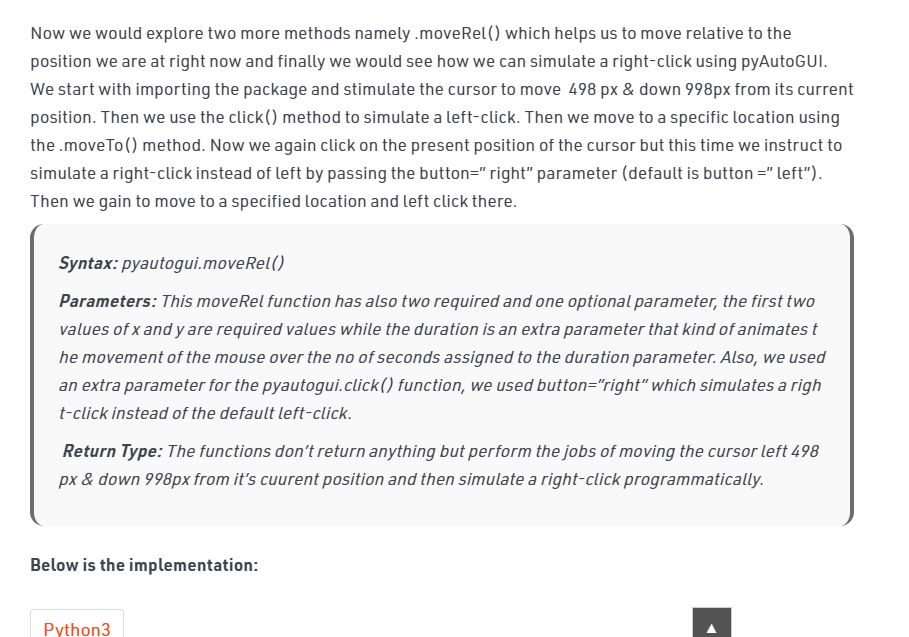 Now we would explore two more methods namely .moveRel() which helps us to move relative to the
position we are at right now and finally we would see how we can simulate a right-click using pyAutoGUI.
We start with importing the package and stimulate the cursor to move  498 px & down 998px from its current
position. Then we use the click() method to simulate a left-click. Then we move to a specific location using
the .moveTo() method. Now we again click on the present position of the cursor but this time we instruct to
simulate a right-click instead of left by passing the button=” right” parameter (default is button =” left”).
Then we gain to move to a specified location and left click there.
Syntax: pyautogui.moveRel()
Parameters: This moveRel function has also two required and one optional parameter, the first two
values of x and y are required values while the duration is an extra parameter that kind of animates t
he movement of the mouse over the no of seconds assigned to the duration parameter. Also, we used
an extra parameter for the pyautogui.click() function, we used button=”right” which simulates a righ
t-click instead of the default left-click.
Return Type: The functions don’t return anything but perform the jobs of moving the cursor left 498
px & down 998px from it’s cuurent position and then simulate a right-click programmatically.
Below is the implementation:
Python3